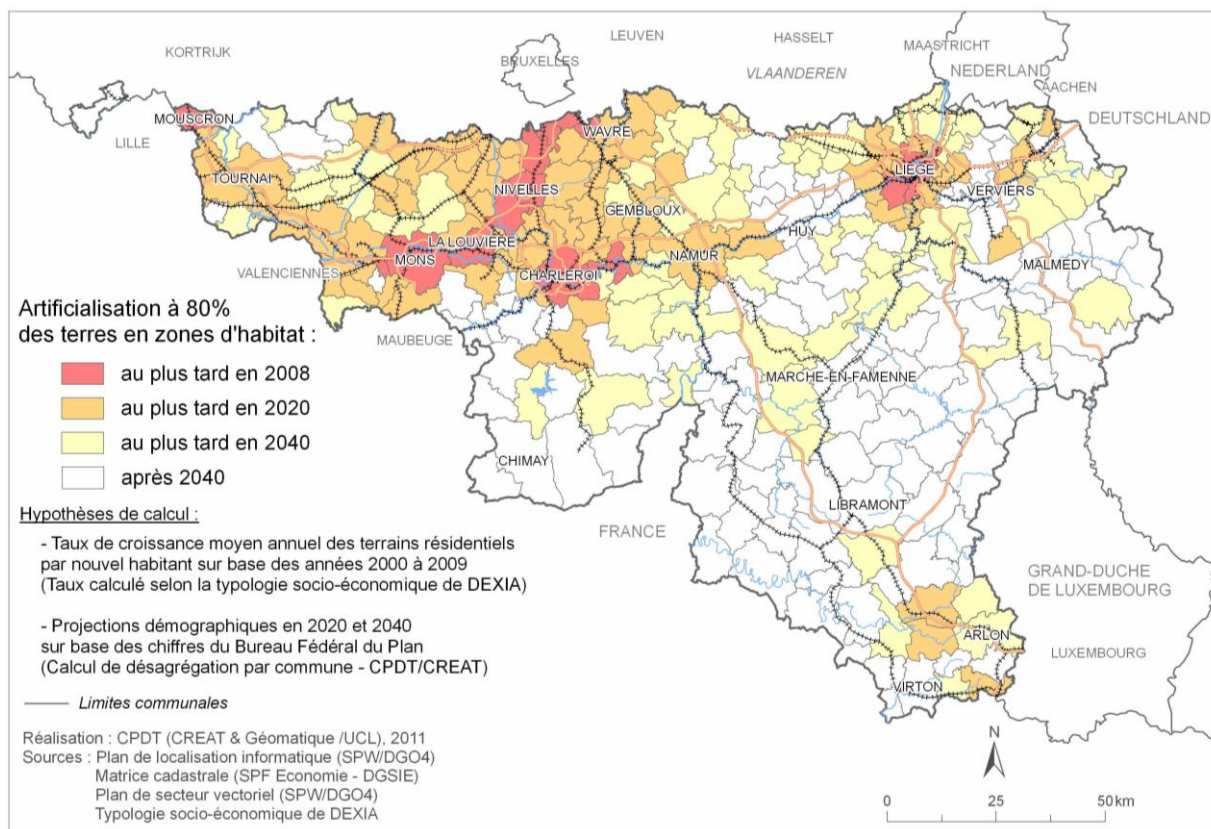 KORTRIJK
LEUVEN
HASSELT
MAASTRICHT
BRUXELLES
VLAANDEREN
NEDERLAND
AACHEN
DEUTSCHLAND
MOUSCRON
LILLE
WAVRE
TOURNAI
NIVELLES
LIEGE
VERVIERS
GEMBLOUX
HUY
LA LOUVIÈRE
MONS
NAMUR
CHARLEROI
VALENCIENNES
MALMEDY
MAUBEUGE
MARCHE-EN-FAMENNE
CHIMAY
LIBRAMONT
FRANCE
GRAND-DUCHE
DE LUXEMBOURG
ARLON
LUXEMBOURG
VIRTON
Artificialisation à 80%
des terres en zones d'habitat :
au plus tard en 2008
au plus tard en 2020
au plus tard en 2040
après 2040
Hypothèses de calcul :
- Taux de croissance moyen annuel des terrains résidentiels
par nouvel habitant sur base des années 2000 à 2009
(Taux calculé selon la typologie socio-économique de DEXIA)
- Projections démographiques en 2020 et 2040
sur base des chiffres du Bureau Fédéral du Plan
(Calcul de désagrégation par commune - CPDT/CREAT)
Limites communales
Réalisation : CPDT (CREAT & Géomatique /UCL), 2011
Sources : Plan de localisation informatique (SPW/DGO4)
Matrice cadastrale (SPF Economie - DGSIE)
Plan de secteur vectoriel (SPW/DGO4)
Typologie socio-économique de DEXIA
N
0 25 50 km